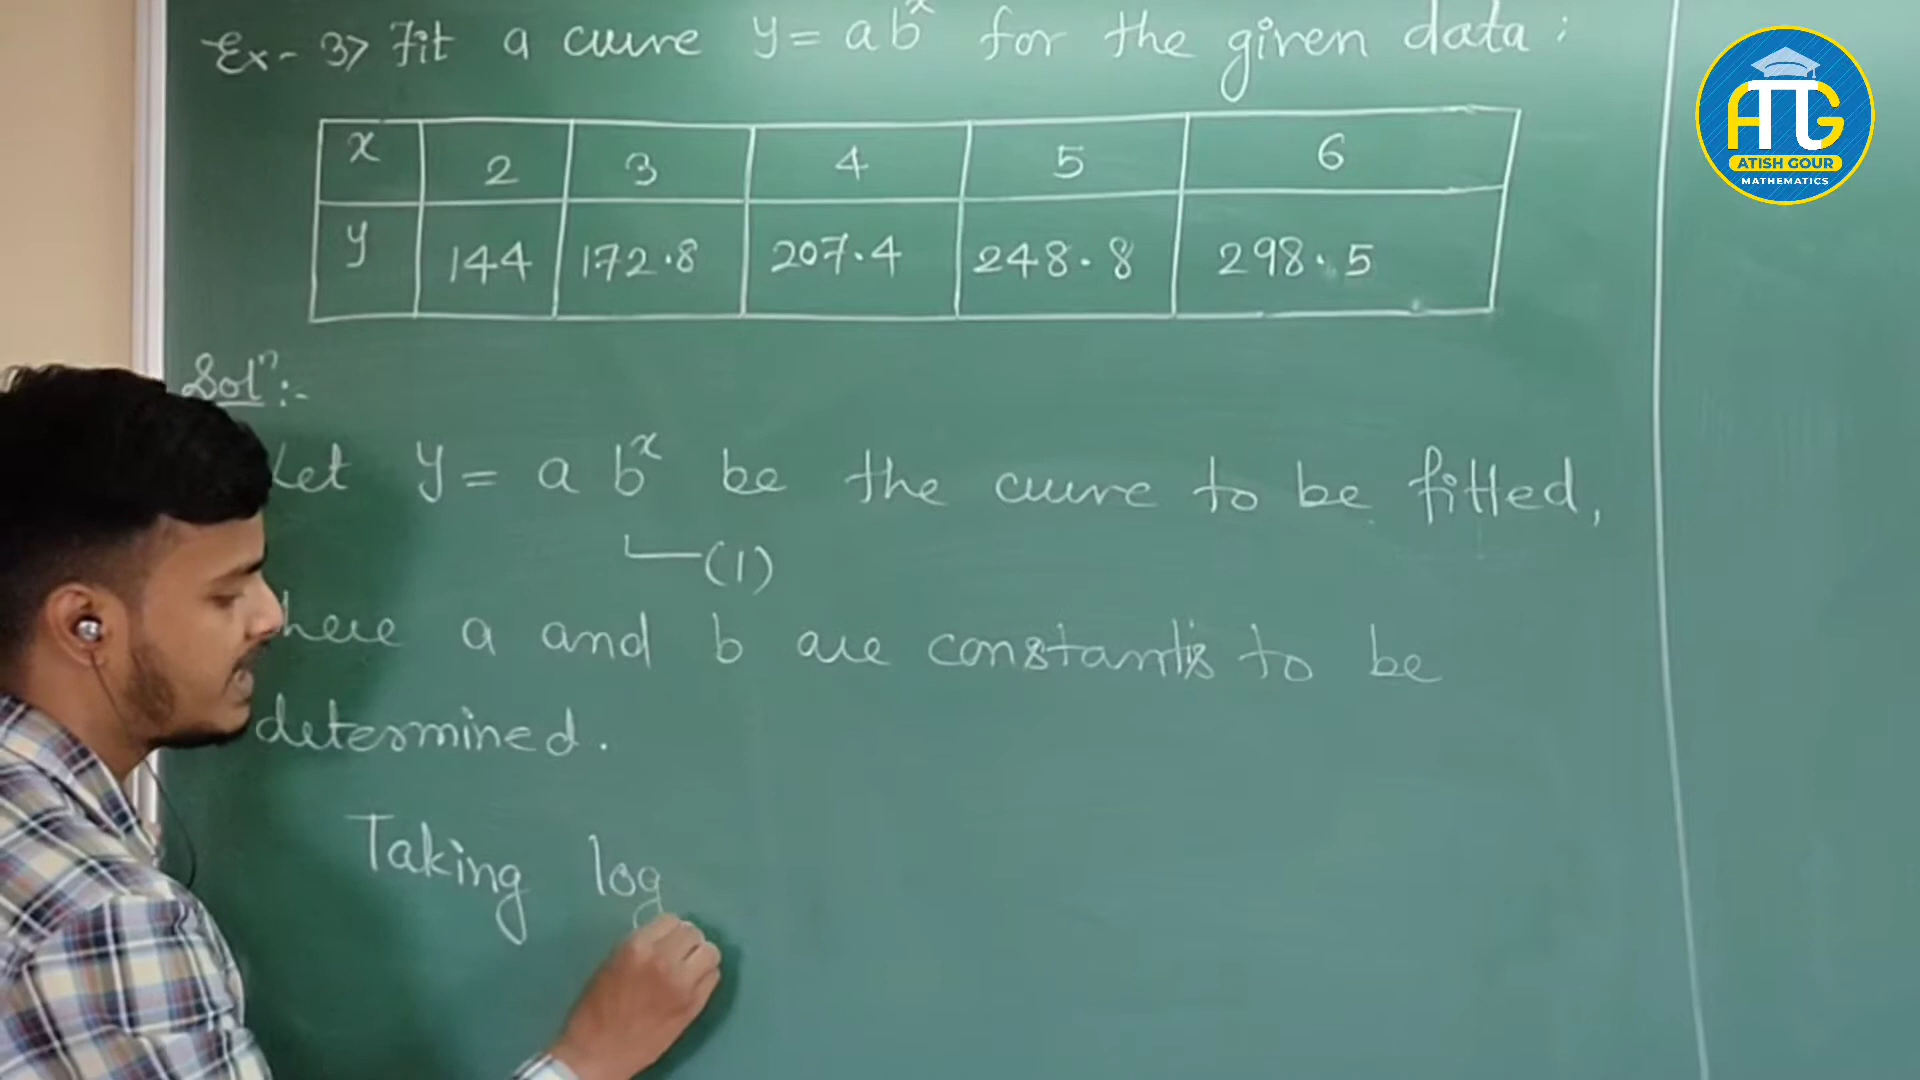 Ex- 3> Fit a curve y = ab^x for the given data :
x 2 3 4 5 6
y 144 172.8 207.4 248.8 298.5
Solⁿ:-
Let y = a b^x be the curve to be fitted,
(1)
here a and b are constants to be
determined.
Taking log
ATG
ATISH GOUR
MATHEMATICS